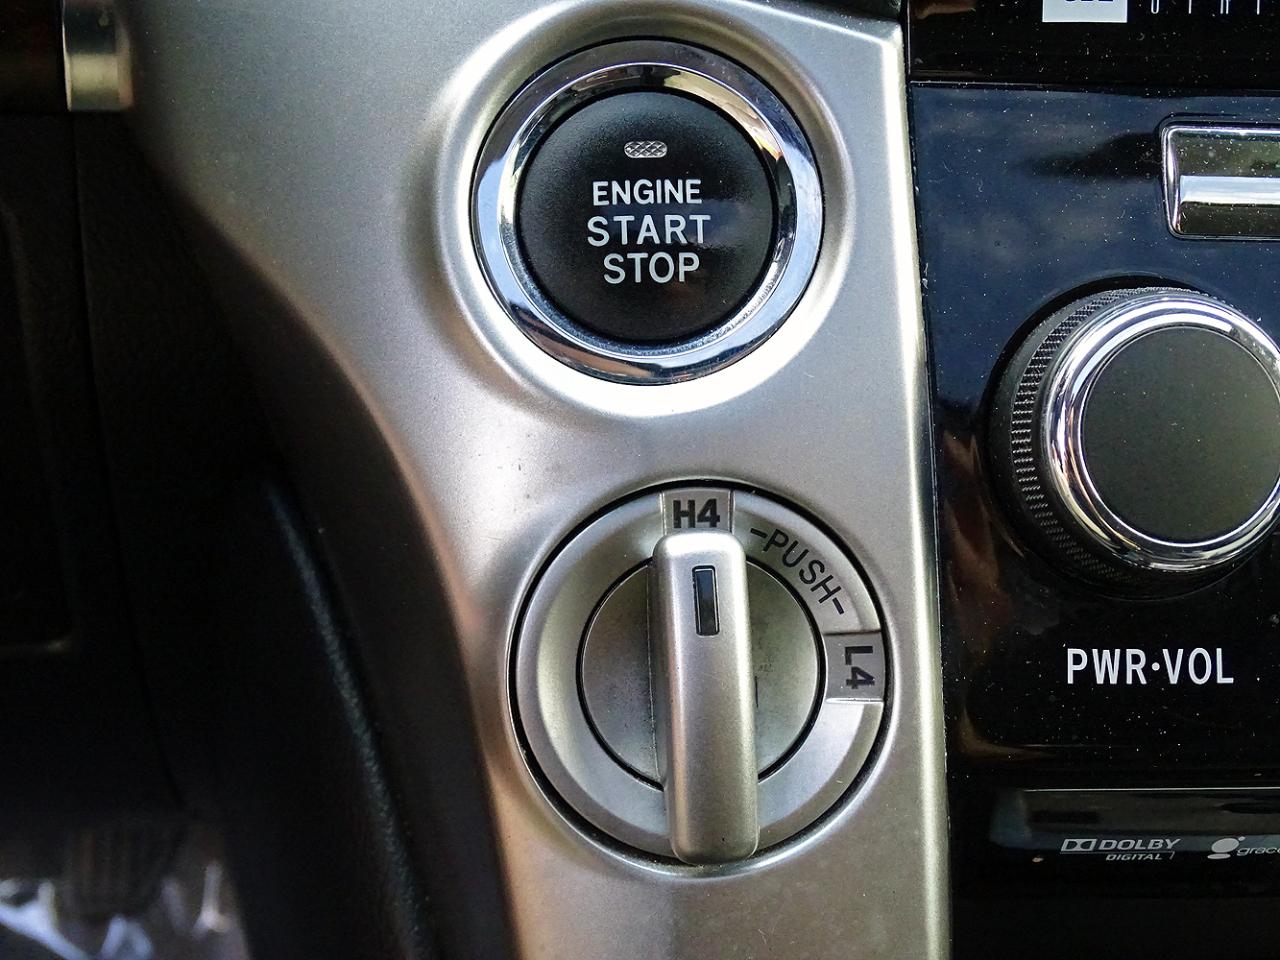 ENGINE
START
STOP
H4
-PUSH-
L4
PWR·VOL
DOLBY
DIGITAL